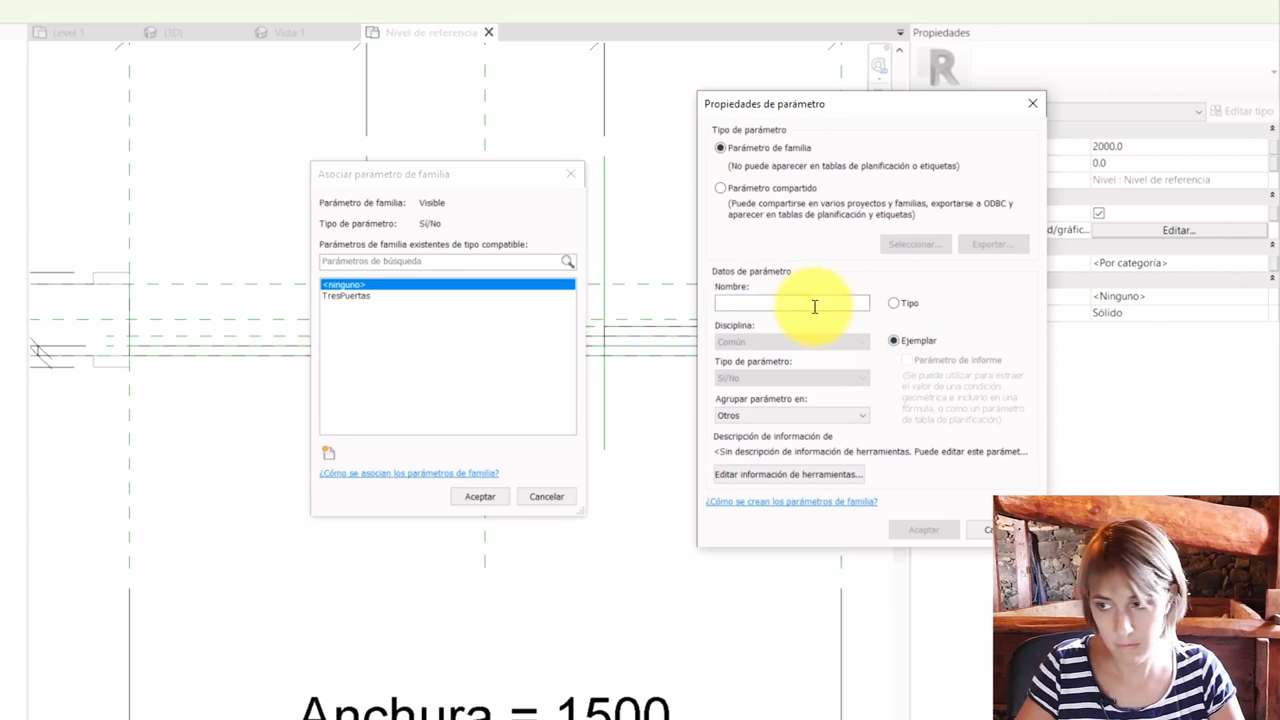 Level 1
{3D}
Vista 1
Nivel de referencia
Propiedades
R
Editar tipo
2000.0
0.0
Nivel : Nivel de referencia
d/gráfic...
Editar...
<Por categoría>
<Ninguno>
Sólido
Asociar parámetro de familia
Parámetro de familia:
Visible
Tipo de parámetro:
Sí/No
Parámetros de familia existentes de tipo compatible:
Parámetros de búsqueda
<ninguno>
TresPuertas
¿Cómo se asocian los parámetros de familia?
Aceptar
Cancelar
Propiedades de parámetro
Tipo de parámetro
Parámetro de familia
(No puede aparecer en tablas de planificación o etiquetas)
Parámetro compartido
(Puede compartirse en varios proyectos y familias, exportarse a ODBC y
aparecer en tablas de planificación y etiquetas)
Seleccionar...
Exportar...
Datos de parámetro
Nombre:
Tipo
Disciplina:
Común
Ejemplar
Tipo de parámetro:
Sí/No
Parámetro de informe
(Se puede utilizar para extraer
el valor de una condición
geométrica e incluirlo en una
fórmula, o como un parámetro
de tabla de planificación)
Agrupar parámetro en:
Otros
Descripción de información de
<Sin descripción de información de herramientas. Puede editar este parámet...
Editar información de herramientas...
¿Cómo se crean los parámetros de familia?
Aceptar
Ca
Anchura = 1500